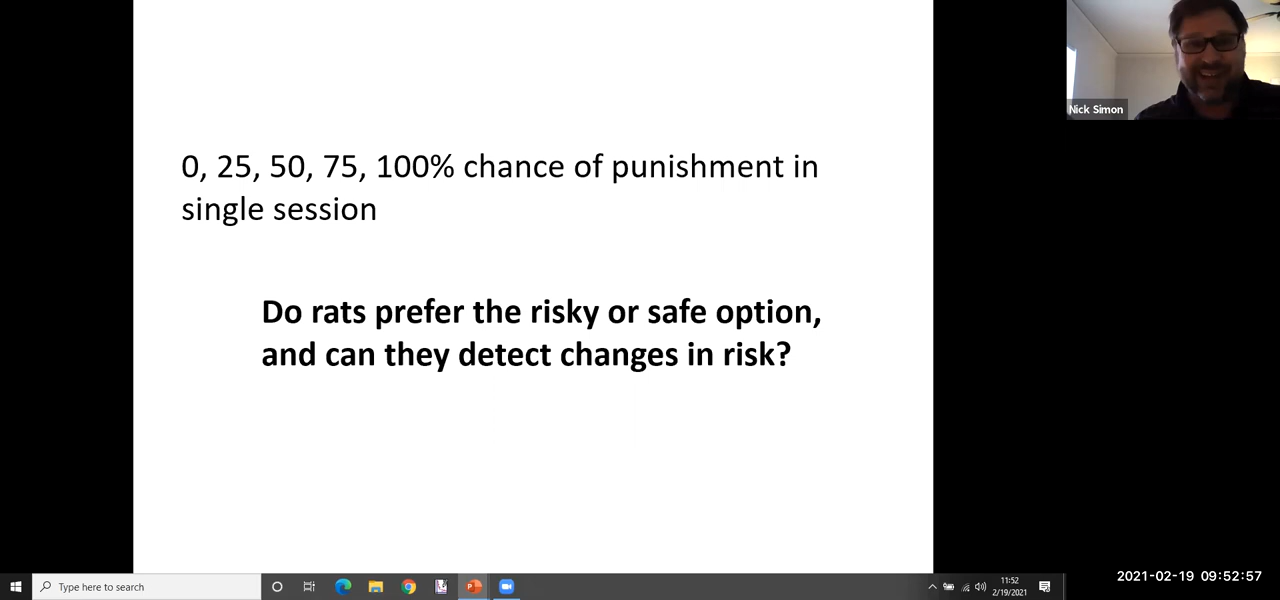 0, 25, 50, 75, 100% chance of punishment in
single session
Do rats prefer the risky or safe option,
and can they detect changes in risk?
Nick Simon
Type here to search
11:52
2/19/2021
2021-02-19 09:52:57